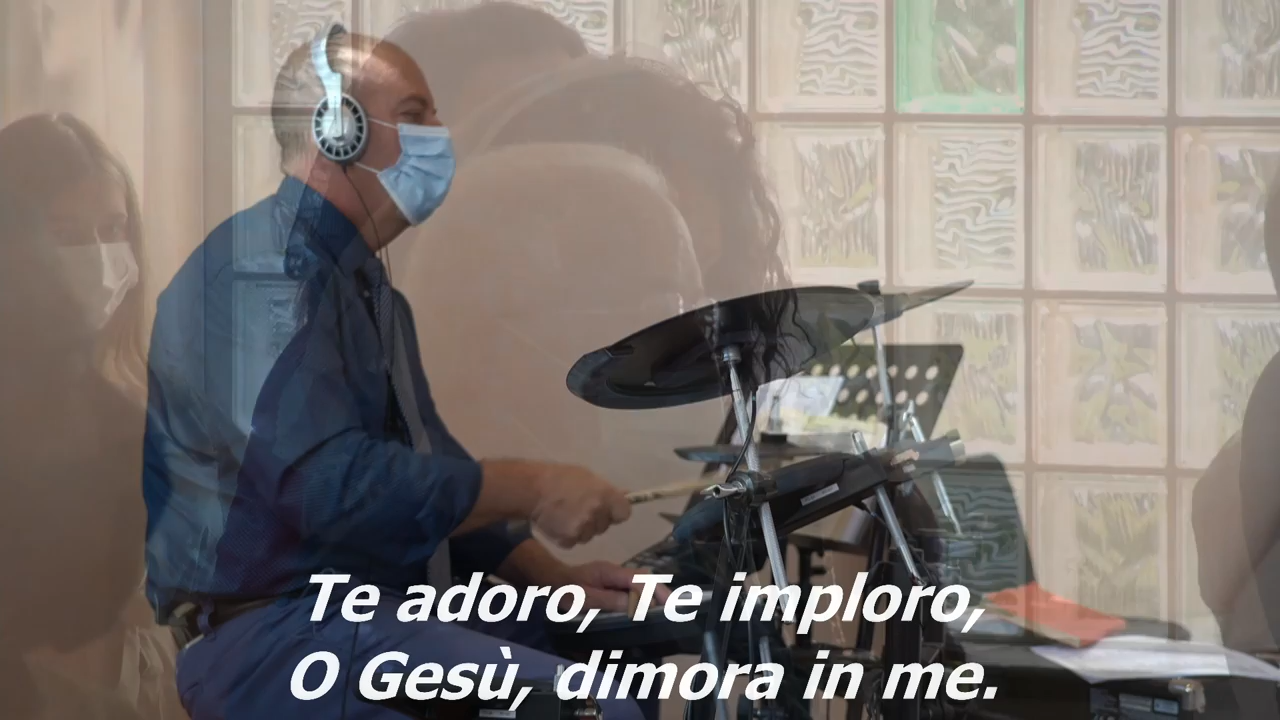 Te adoro, Te imploro,
O Gesù, dimora in me.